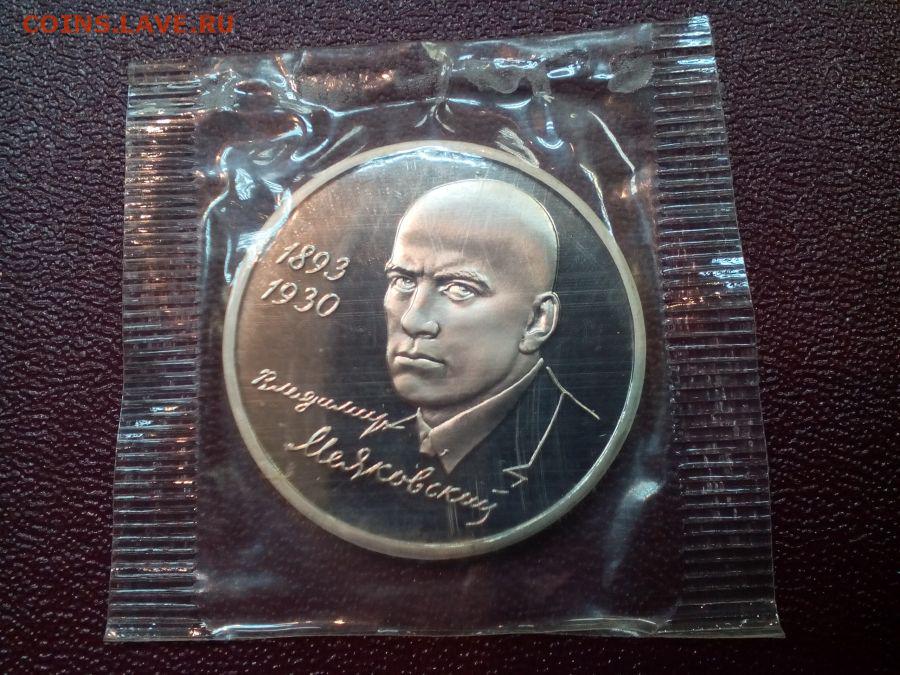 COINS.LAVE.RU
1893
1930
Владимир
Маяковский